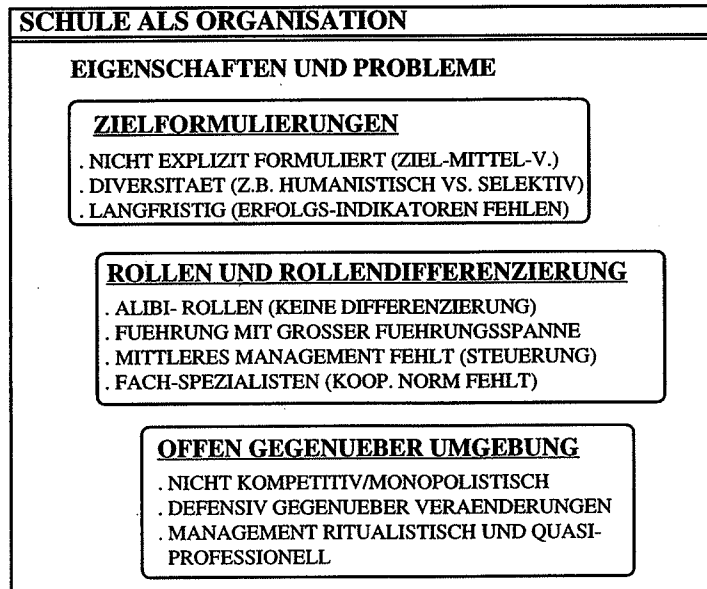 SCHULE ALS ORGANISATION
EIGENSCHAFTEN UND PROBLEME
ZIELFORMULIERUNGEN
. NICHT EXPLIZIT FORMULIERT (ZIEL-MITTEL-V.)
. DIVERSITAET (Z.B. HUMANISTISCH VS. SELEKTIV)
. LANGFRISTIG (ERFOLGS-INDIKATOREN FEHLEN)
ROLLEN UND ROLLENDIFFERENZIERUNG
. ALIBI- ROLLEN (KEINE DIFFERENZIERUNG)
. FUEHRUNG MIT GROSSER FUEHRUNGSSPANNE
. MITTLERES MANAGEMENT FEHLT (STEUERUNG)
. FACH-SPEZIALISTEN (KOOP. NORM FEHLT)
OFFEN GEGENUEBER UMGEBUNG
. NICHT KOMPETITIV/MONOPOLISTISCH
. DEFENSIV GEGENUEBER VERAENDERUNGEN
. MANAGEMENT RITUALISTISCH UND QUASI-
PROFESSIONELL